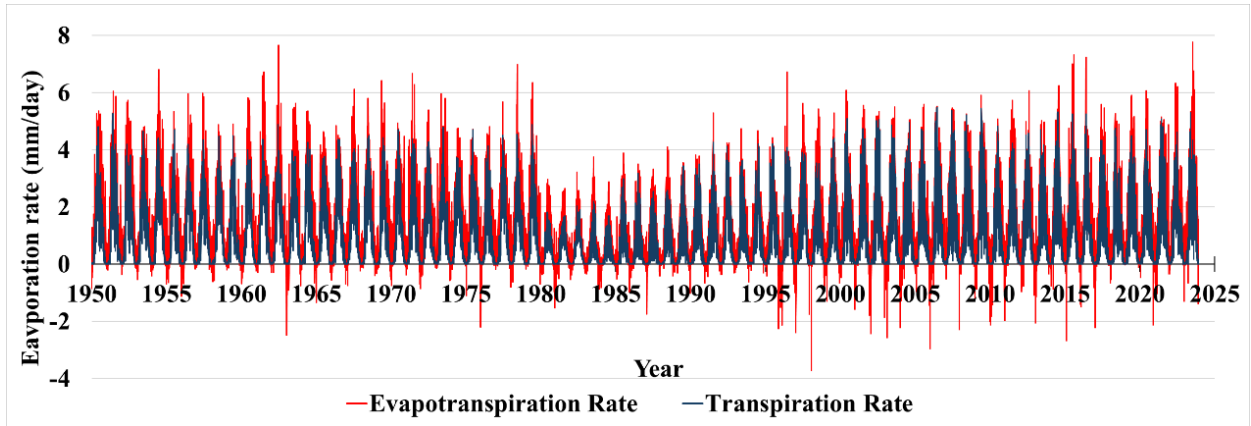 Eavporation rate (mm/day)
8
6
4
2
0
-2
-4
1950 1955 1960 1965 1970 1975 1980 1985 1990 1995 2000 2005 2010 2015 2020 2025
Year
Evapotranspiration Rate Transpiration Rate